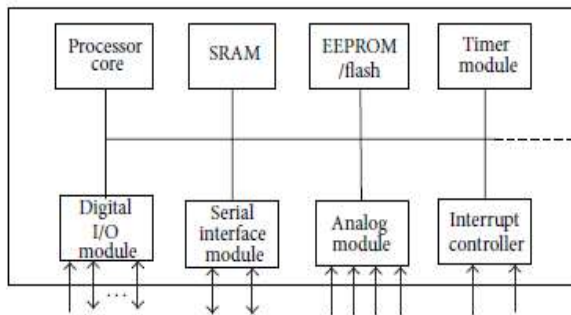 Processor
core
SRAM
EEPROM
/flash
Timer
module
Digital
I/O
module
Serial
interface
module
Analog
module
Interrupt
controller
...